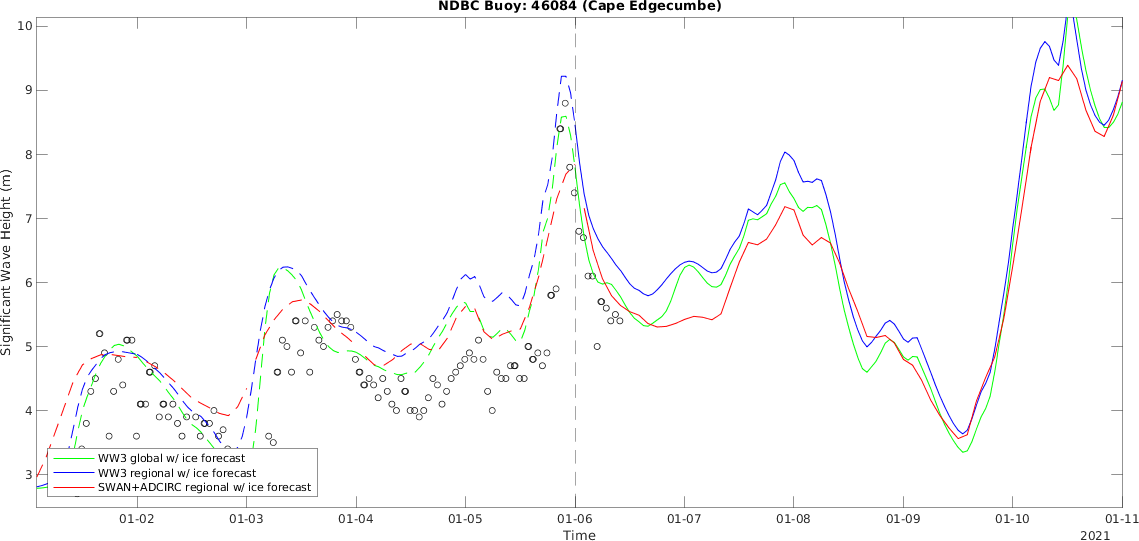 NDBC Buoy: 46084 (Cape Edgecumbe)
10
9
8
7
6
5
4
3
Significant Wave Height (m)
WW3 global w/ ice forecast
WW3 regional w/ ice forecast
SWAN+ADCIRC regional w/ ice forecast
01-02 01-03 01-04 01-05 01-06 01-07 01-08 01-09 01-10 01-11
Time
2021